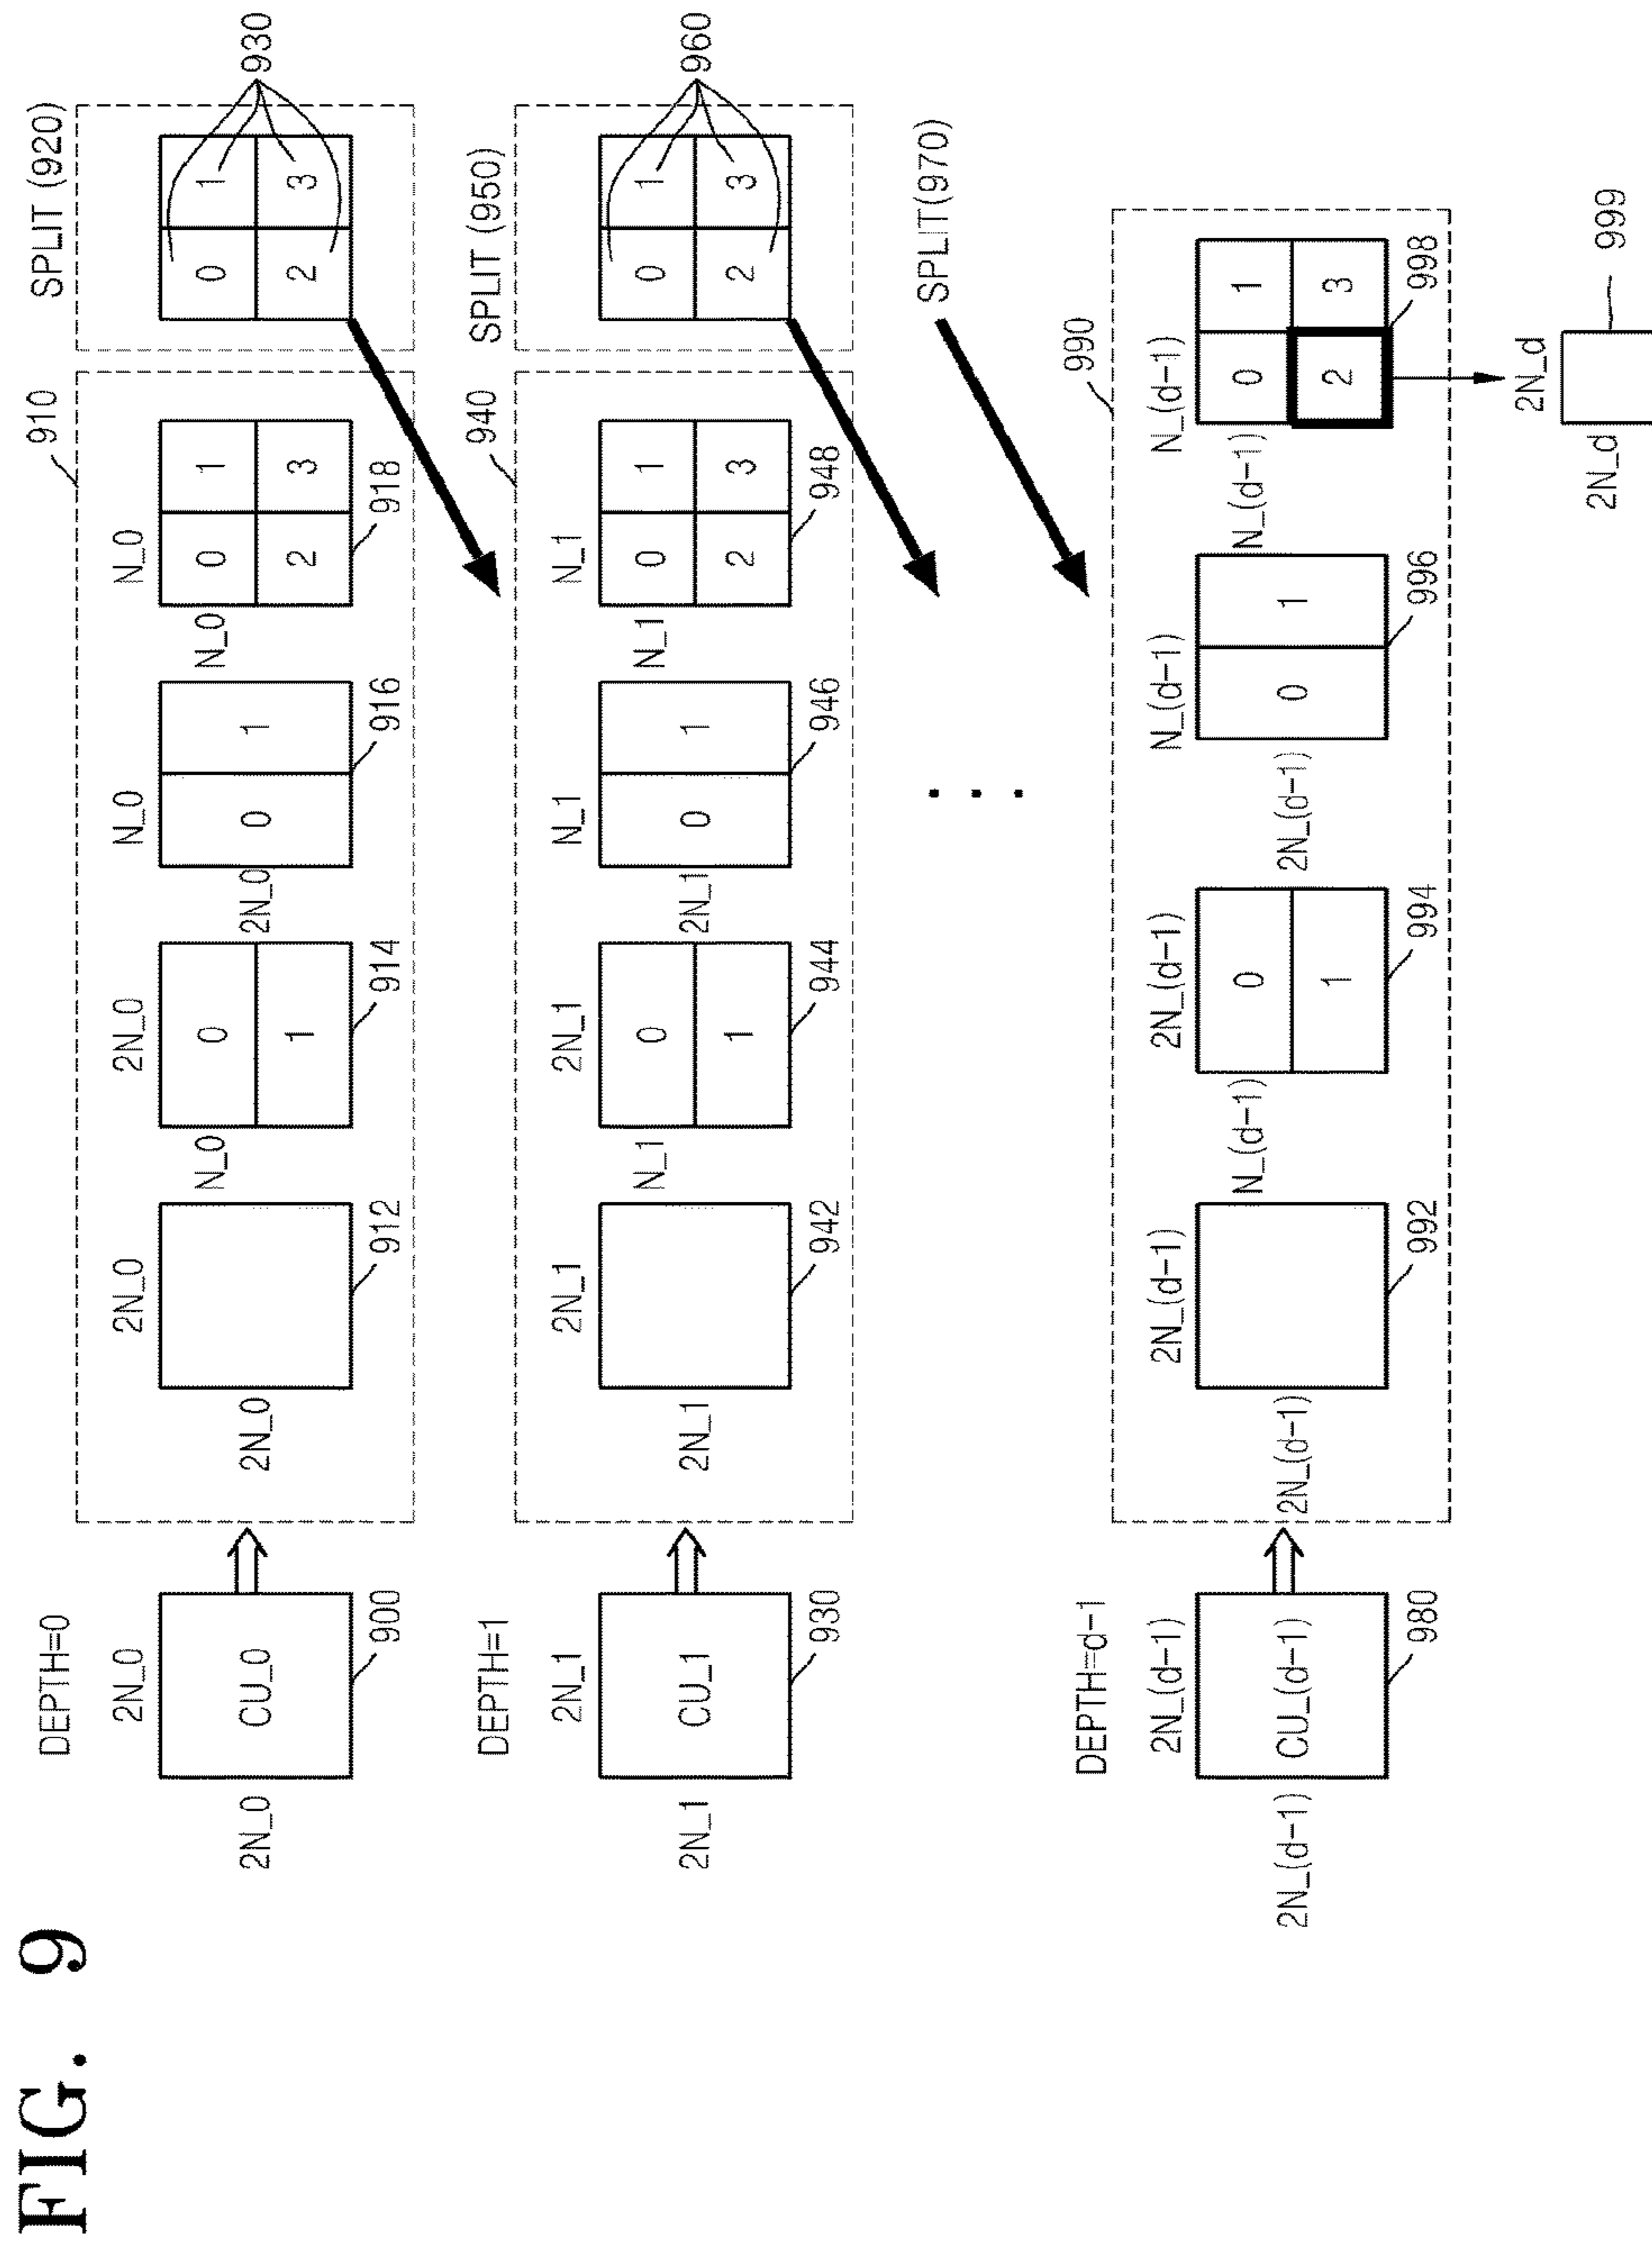 FIG. 9
DEPTH=0
SPLIT (920)
910
2N_0
2N_0
2N_0
N_0
N_0
2N_0
CU_0
2N_0
N_0
0
1
2N_0
0
1
N_0
0
1
2
3
0
1
2
3
930
900
912
914
916
918
DEPTH=1
SPLIT (950)
940
2N_1
2N_1
2N_1
N_1
N_1
2N_1
CU_1
2N_1
N_1
0
1
2N_1
0
1
N_1
0
1
2
3
0
1
2
3
960
930
942
944
946
948
SPLIT(970)
DEPTH=d-1
990
2N_(d-1)
2N_(d-1)
2N_(d-1)
N_(d-1)
N_(d-1)
2N_(d-1)
CU_(d-1)
2N_(d-1)
N_(d-1)
0
1
2N_(d-1)
0
1
N_(d-1)
0
1
2
3
980
992
994
996
998
2N_d
2N_d
999